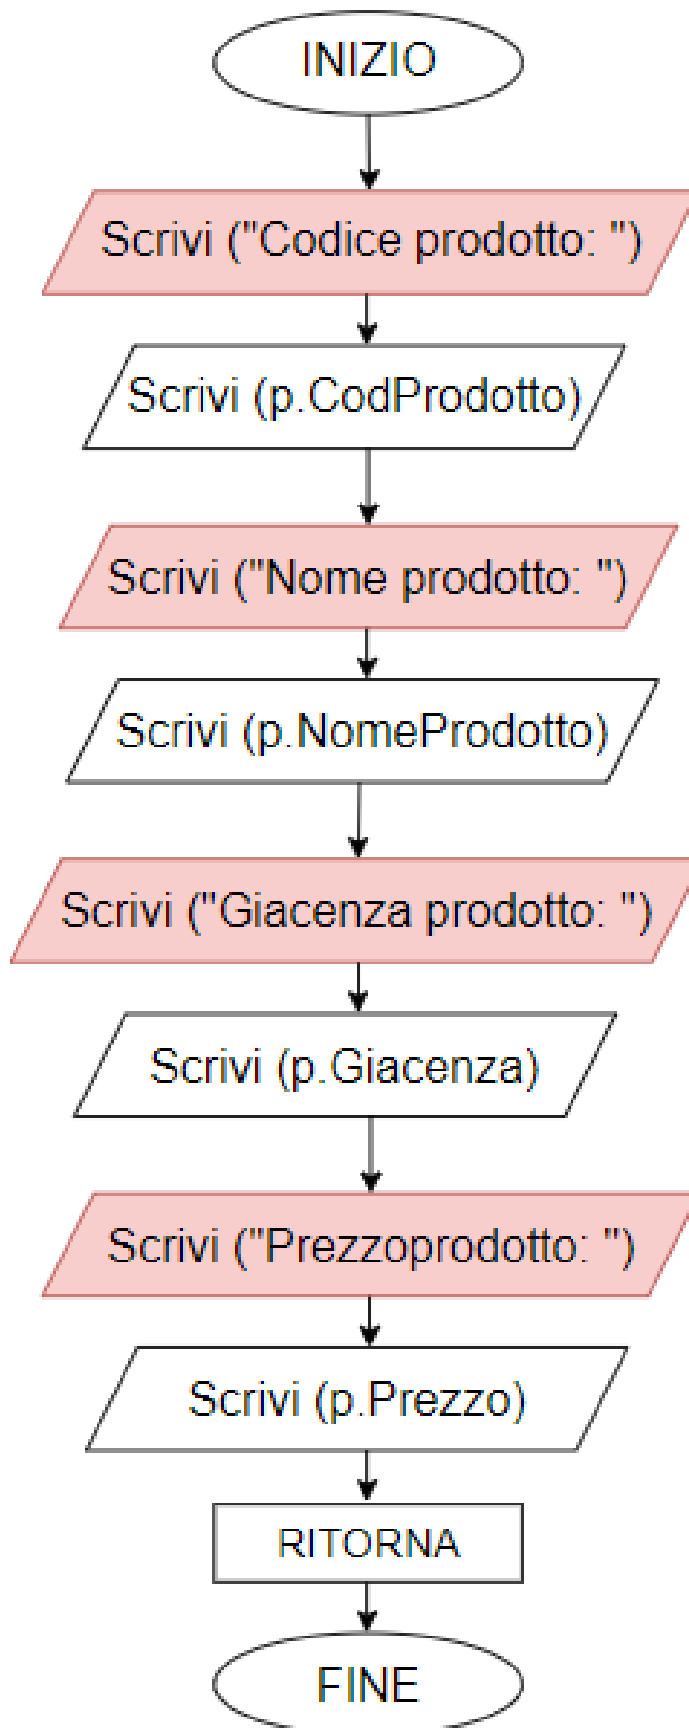 INIZIO
Scrivi ("Codice prodotto: ")
Scrivi (p.CodProdotto)
Scrivi ("Nome prodotto: ")
Scrivi (p.NomeProdotto)
Scrivi ("Giacenza prodotto: ")
Scrivi (p.Giacenza)
Scrivi ("Prezzoprodotto: ")
Scrivi (p.Prezzo)
RITORNA
FINE